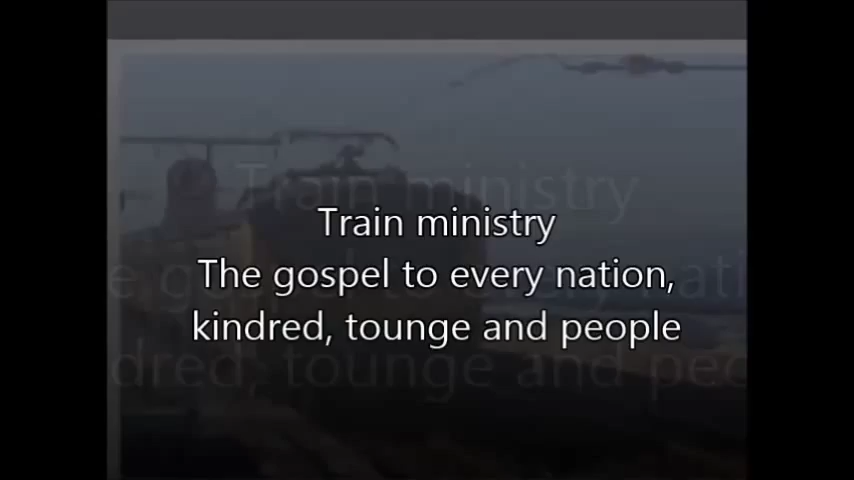 Train ministry
The gospel to every nation,
kindred, tounge and people